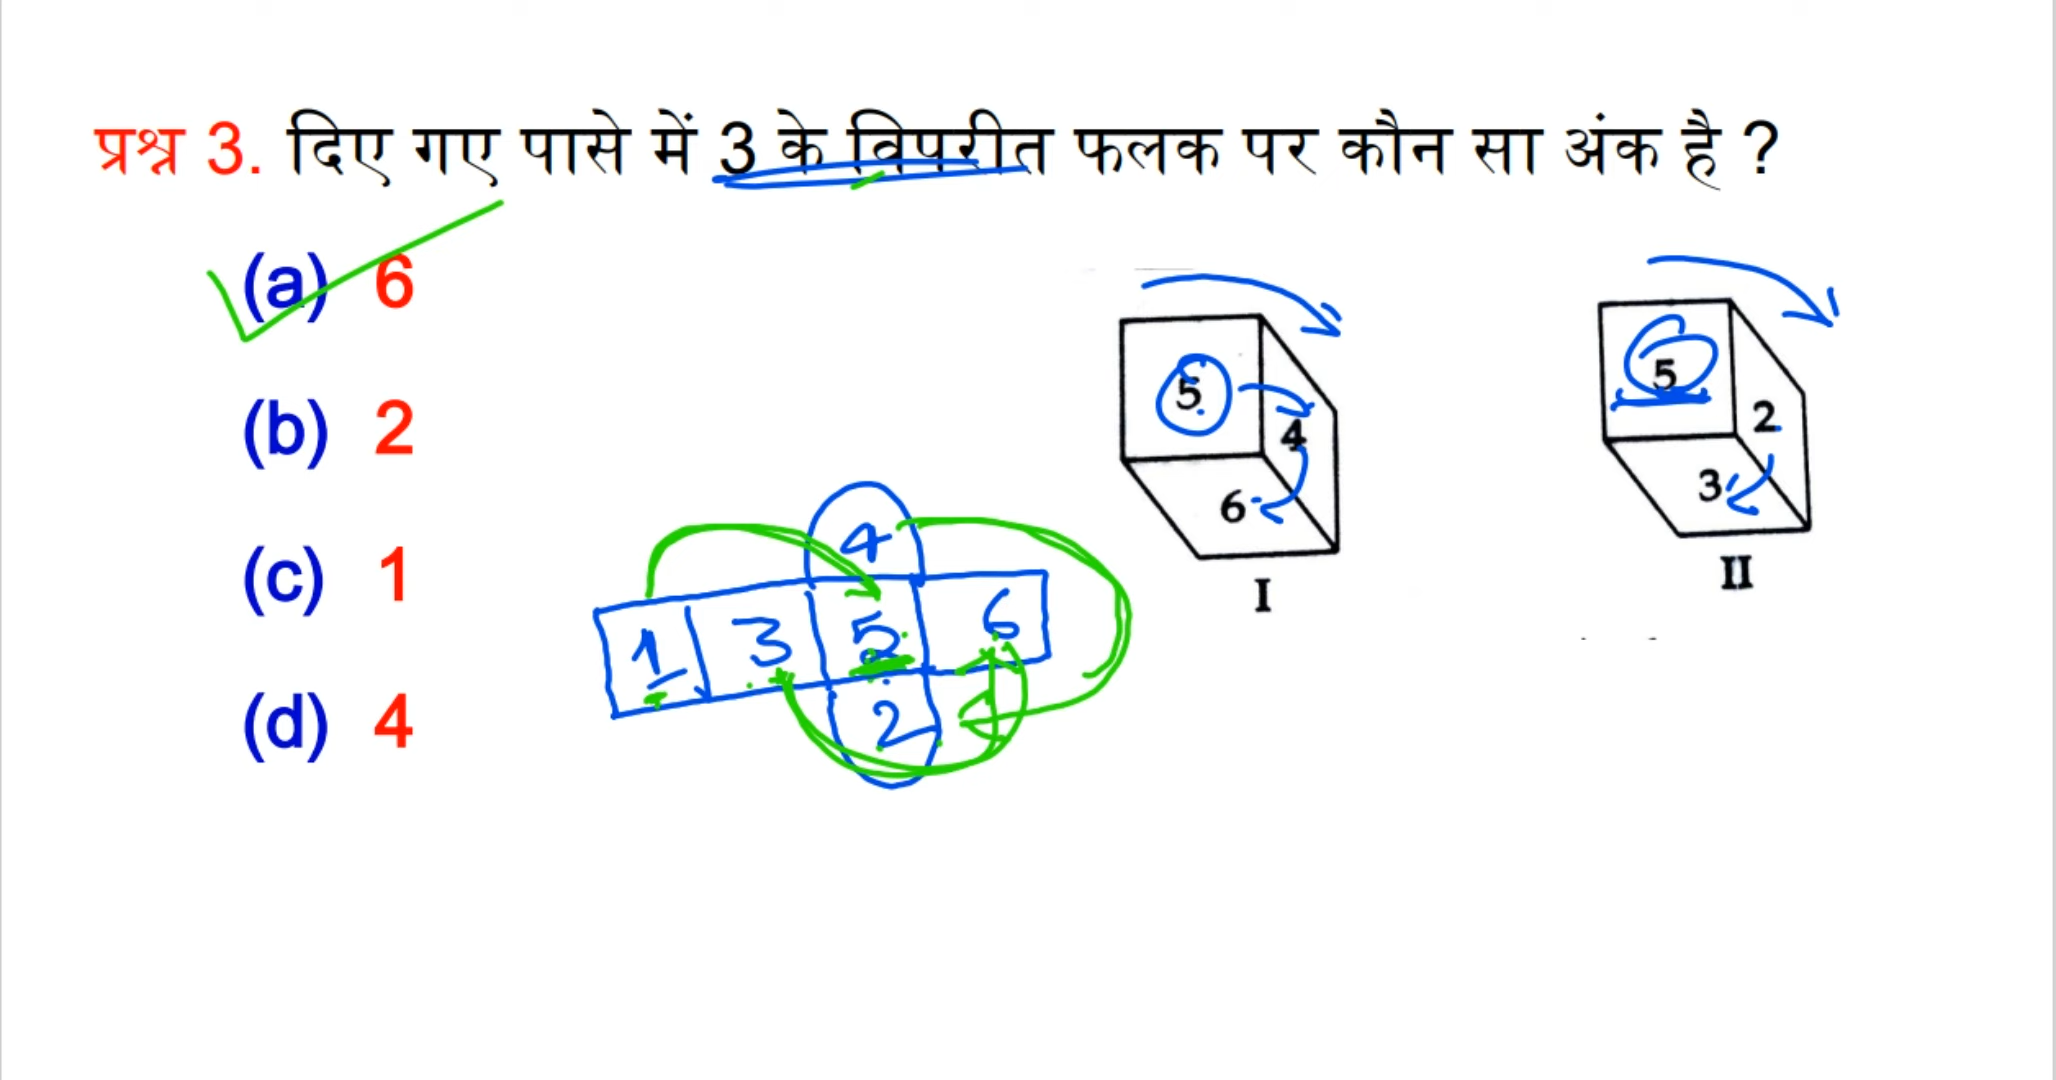 प्रश्न 3. दिए गए पासे में 3 के विपरीत फलक पर कौन सा अंक है ?
(a) 6
(b) 2
(c) 1
(d) 4
5 4 6
I
5 2 3
II
4
1 3 5 6
2